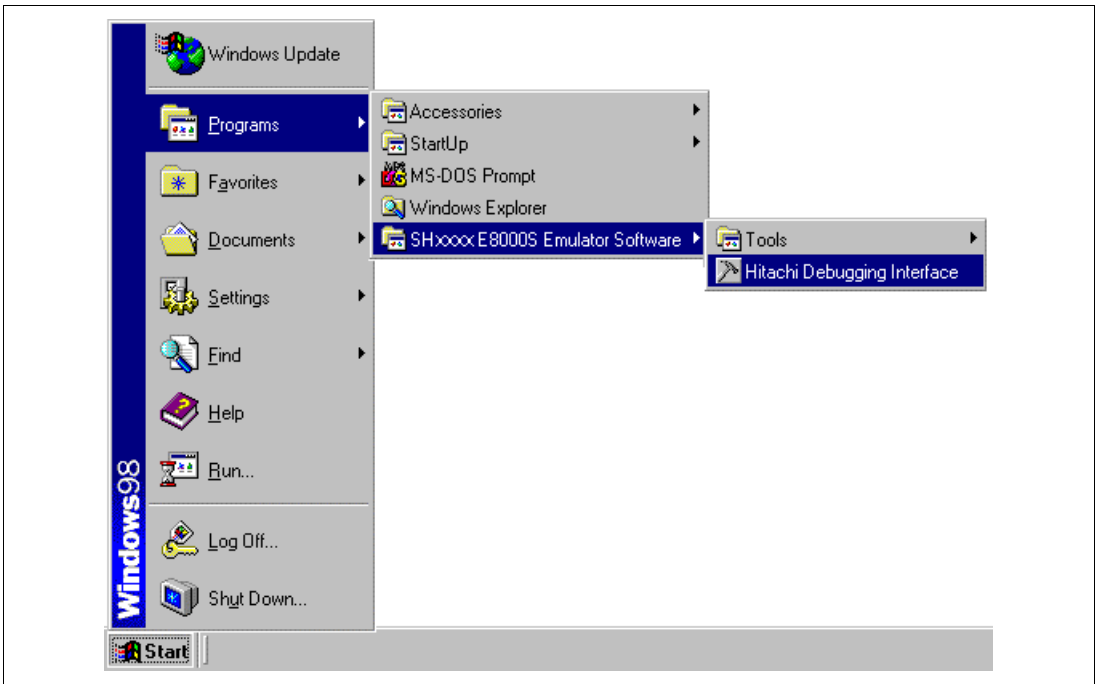 Windows Update
Programs
Favorites
Documents
Settings
Find
Help
Run...
Log Off...
Shut Down...
Windows98
Accessories
StartUp
MS-DOS Prompt
Windows Explorer
SHxxxx E8000S Emulator Software
Tools
Hitachi Debugging Interface
Start